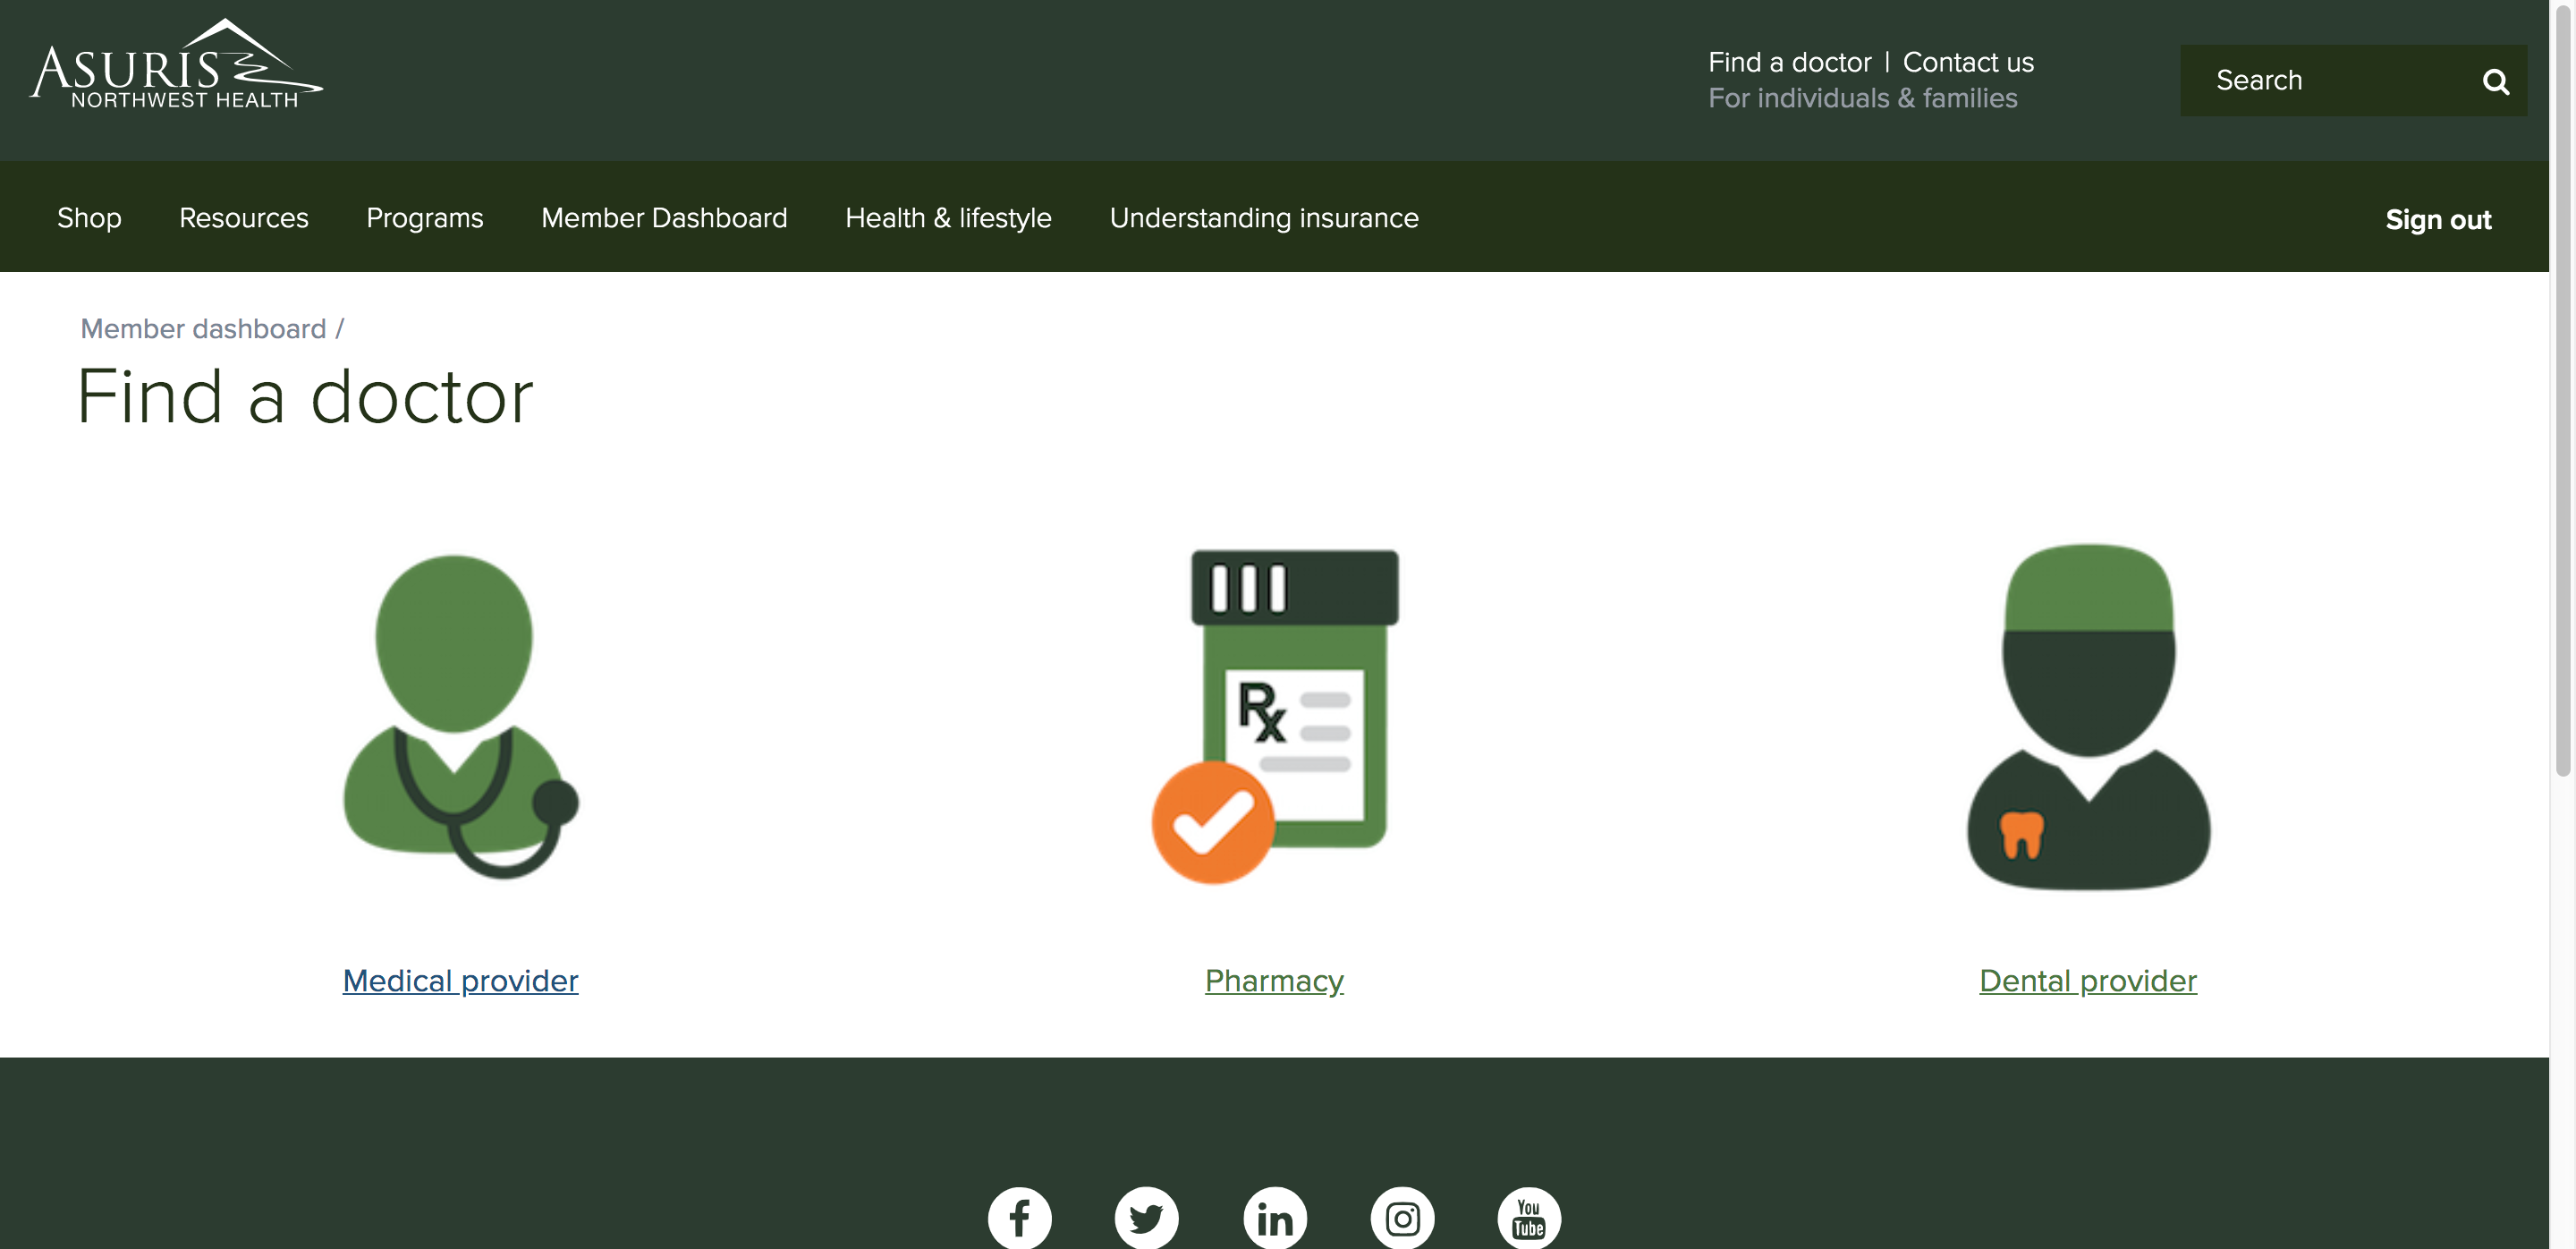 ASURIS
NORTHWEST HEALTH
Find a doctor | Contact us
For individuals & families
Search
Shop Resources Programs Member Dashboard Health & lifestyle Understanding insurance Sign out
Member dashboard /
Find a doctor
Rx
Medical provider Pharmacy Dental provider
f in You
Tube